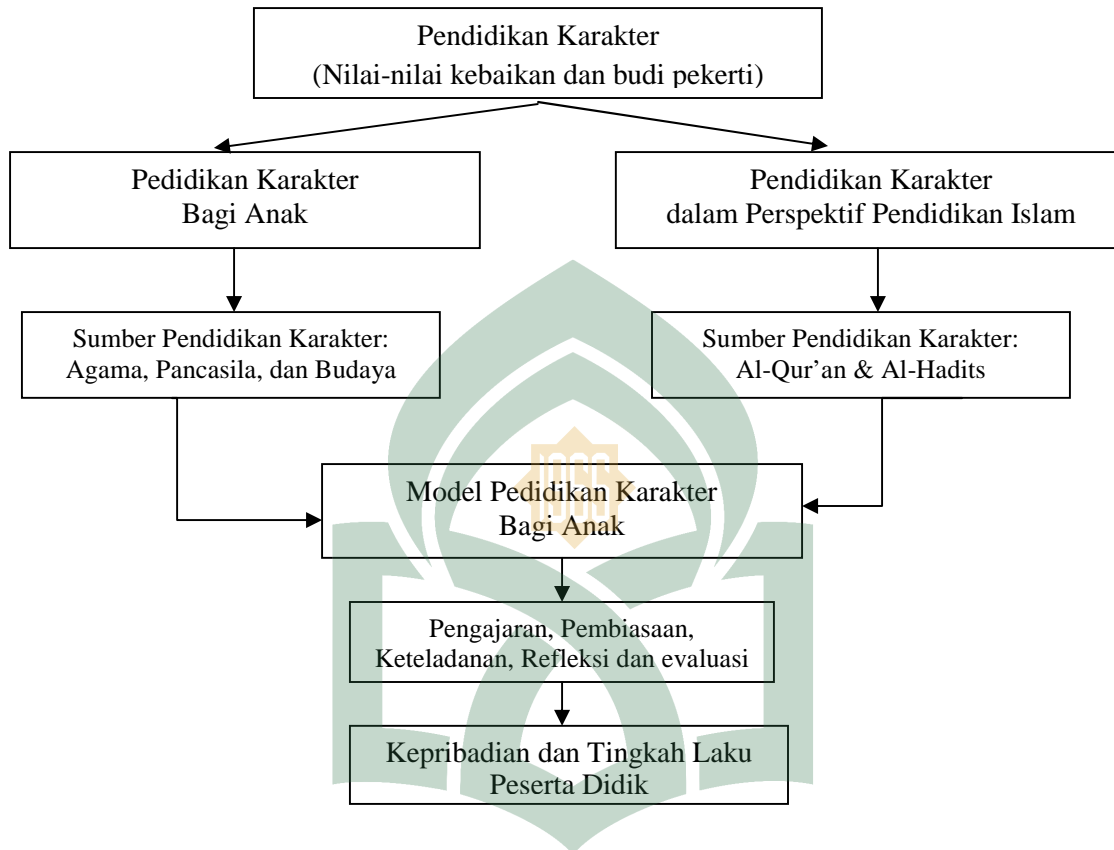 Pendidikan Karakter
(Nilai-nilai kebaikan dan budi pekerti)
Pedidikan Karakter
Bagi Anak
Pendidikan Karakter
dalam Perspektif Pendidikan Islam
Sumber Pendidikan Karakter:
Agama, Pancasila, dan Budaya
Sumber Pendidikan Karakter:
Al-Qur’an & Al-Hadits
Model Pedidikan Karakter
Bagi Anak
Pengajaran, Pembiasaan,
Keteladanan, Refleksi dan evaluasi
Kepribadian dan Tingkah Laku
Peserta Didik